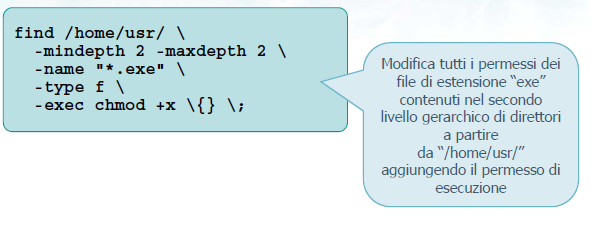 find /home/usr/ \
-mindepth 2 -maxdepth 2 \
-name "*.exe" \
-type f \
-exec chmod +x \{} \;
Modifica tutti i permessi dei
file di estensione “exe”
contenuti nel secondo
livello gerarchico di direttori
a partire
da “/home/usr/”
aggiungendo il permesso di
esecuzione